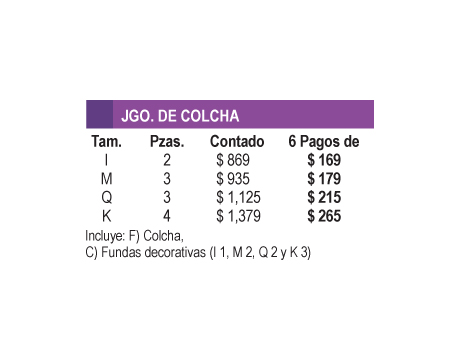 JGO. DE COLCHA
Tam. Pzas. Contado 6 Pagos de
I 2 $ 869 $ 169
M 3 $ 935 $ 179
Q 3 $ 1,125 $ 215
K 4 $ 1,379 $ 265
Incluye: F) Colcha,
C) Fundas decorativas (I 1, M 2, Q 2 y K 3)